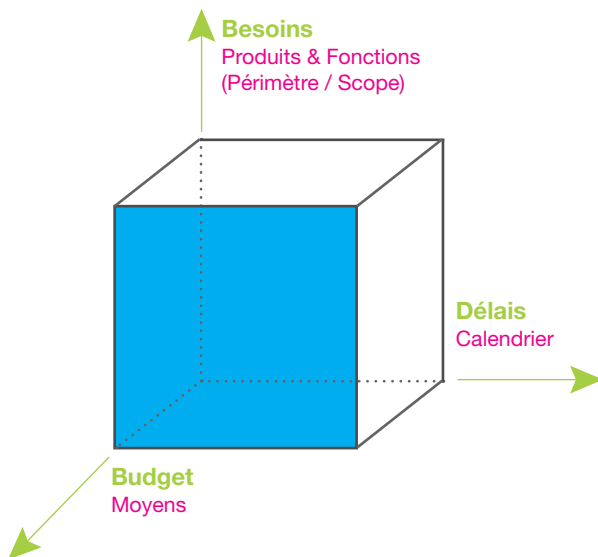 Besoins
Produits & Fonctions
(Périmètre / Scope)
Délais
Calendrier
Budget
Moyens